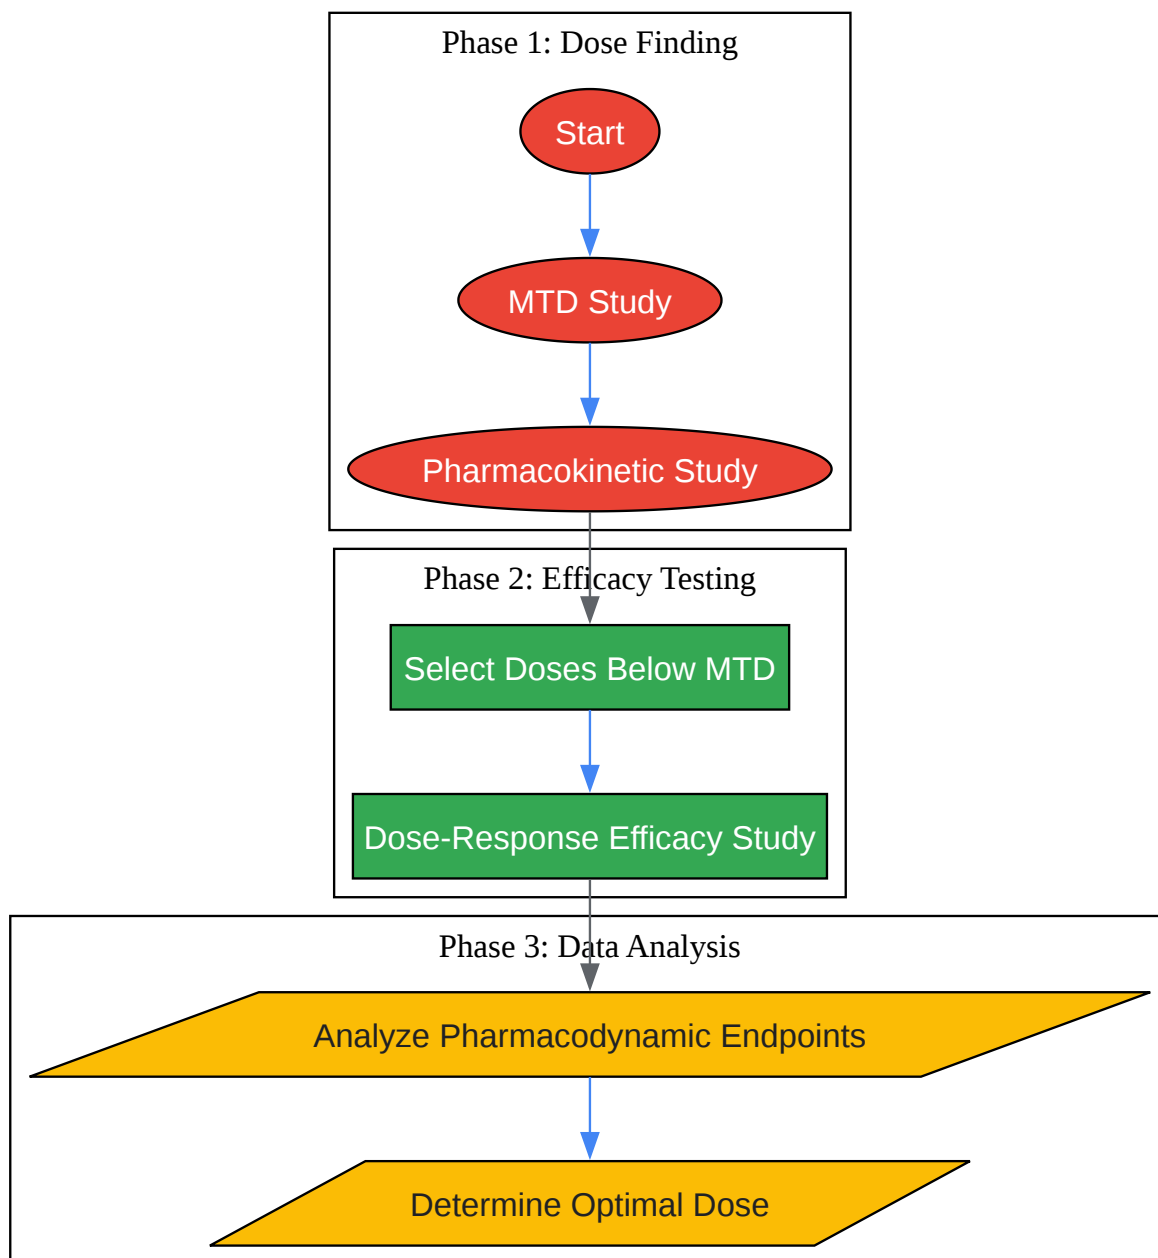 Phase 1: Dose Finding
Start
MTD Study
Pharmacokinetic Study
Phase 2: Efficacy Testing
Select Doses Below MTD
Dose-Response Efficacy Study
Phase 3: Data Analysis
Analyze Pharmacodynamic Endpoints
Determine Optimal Dose